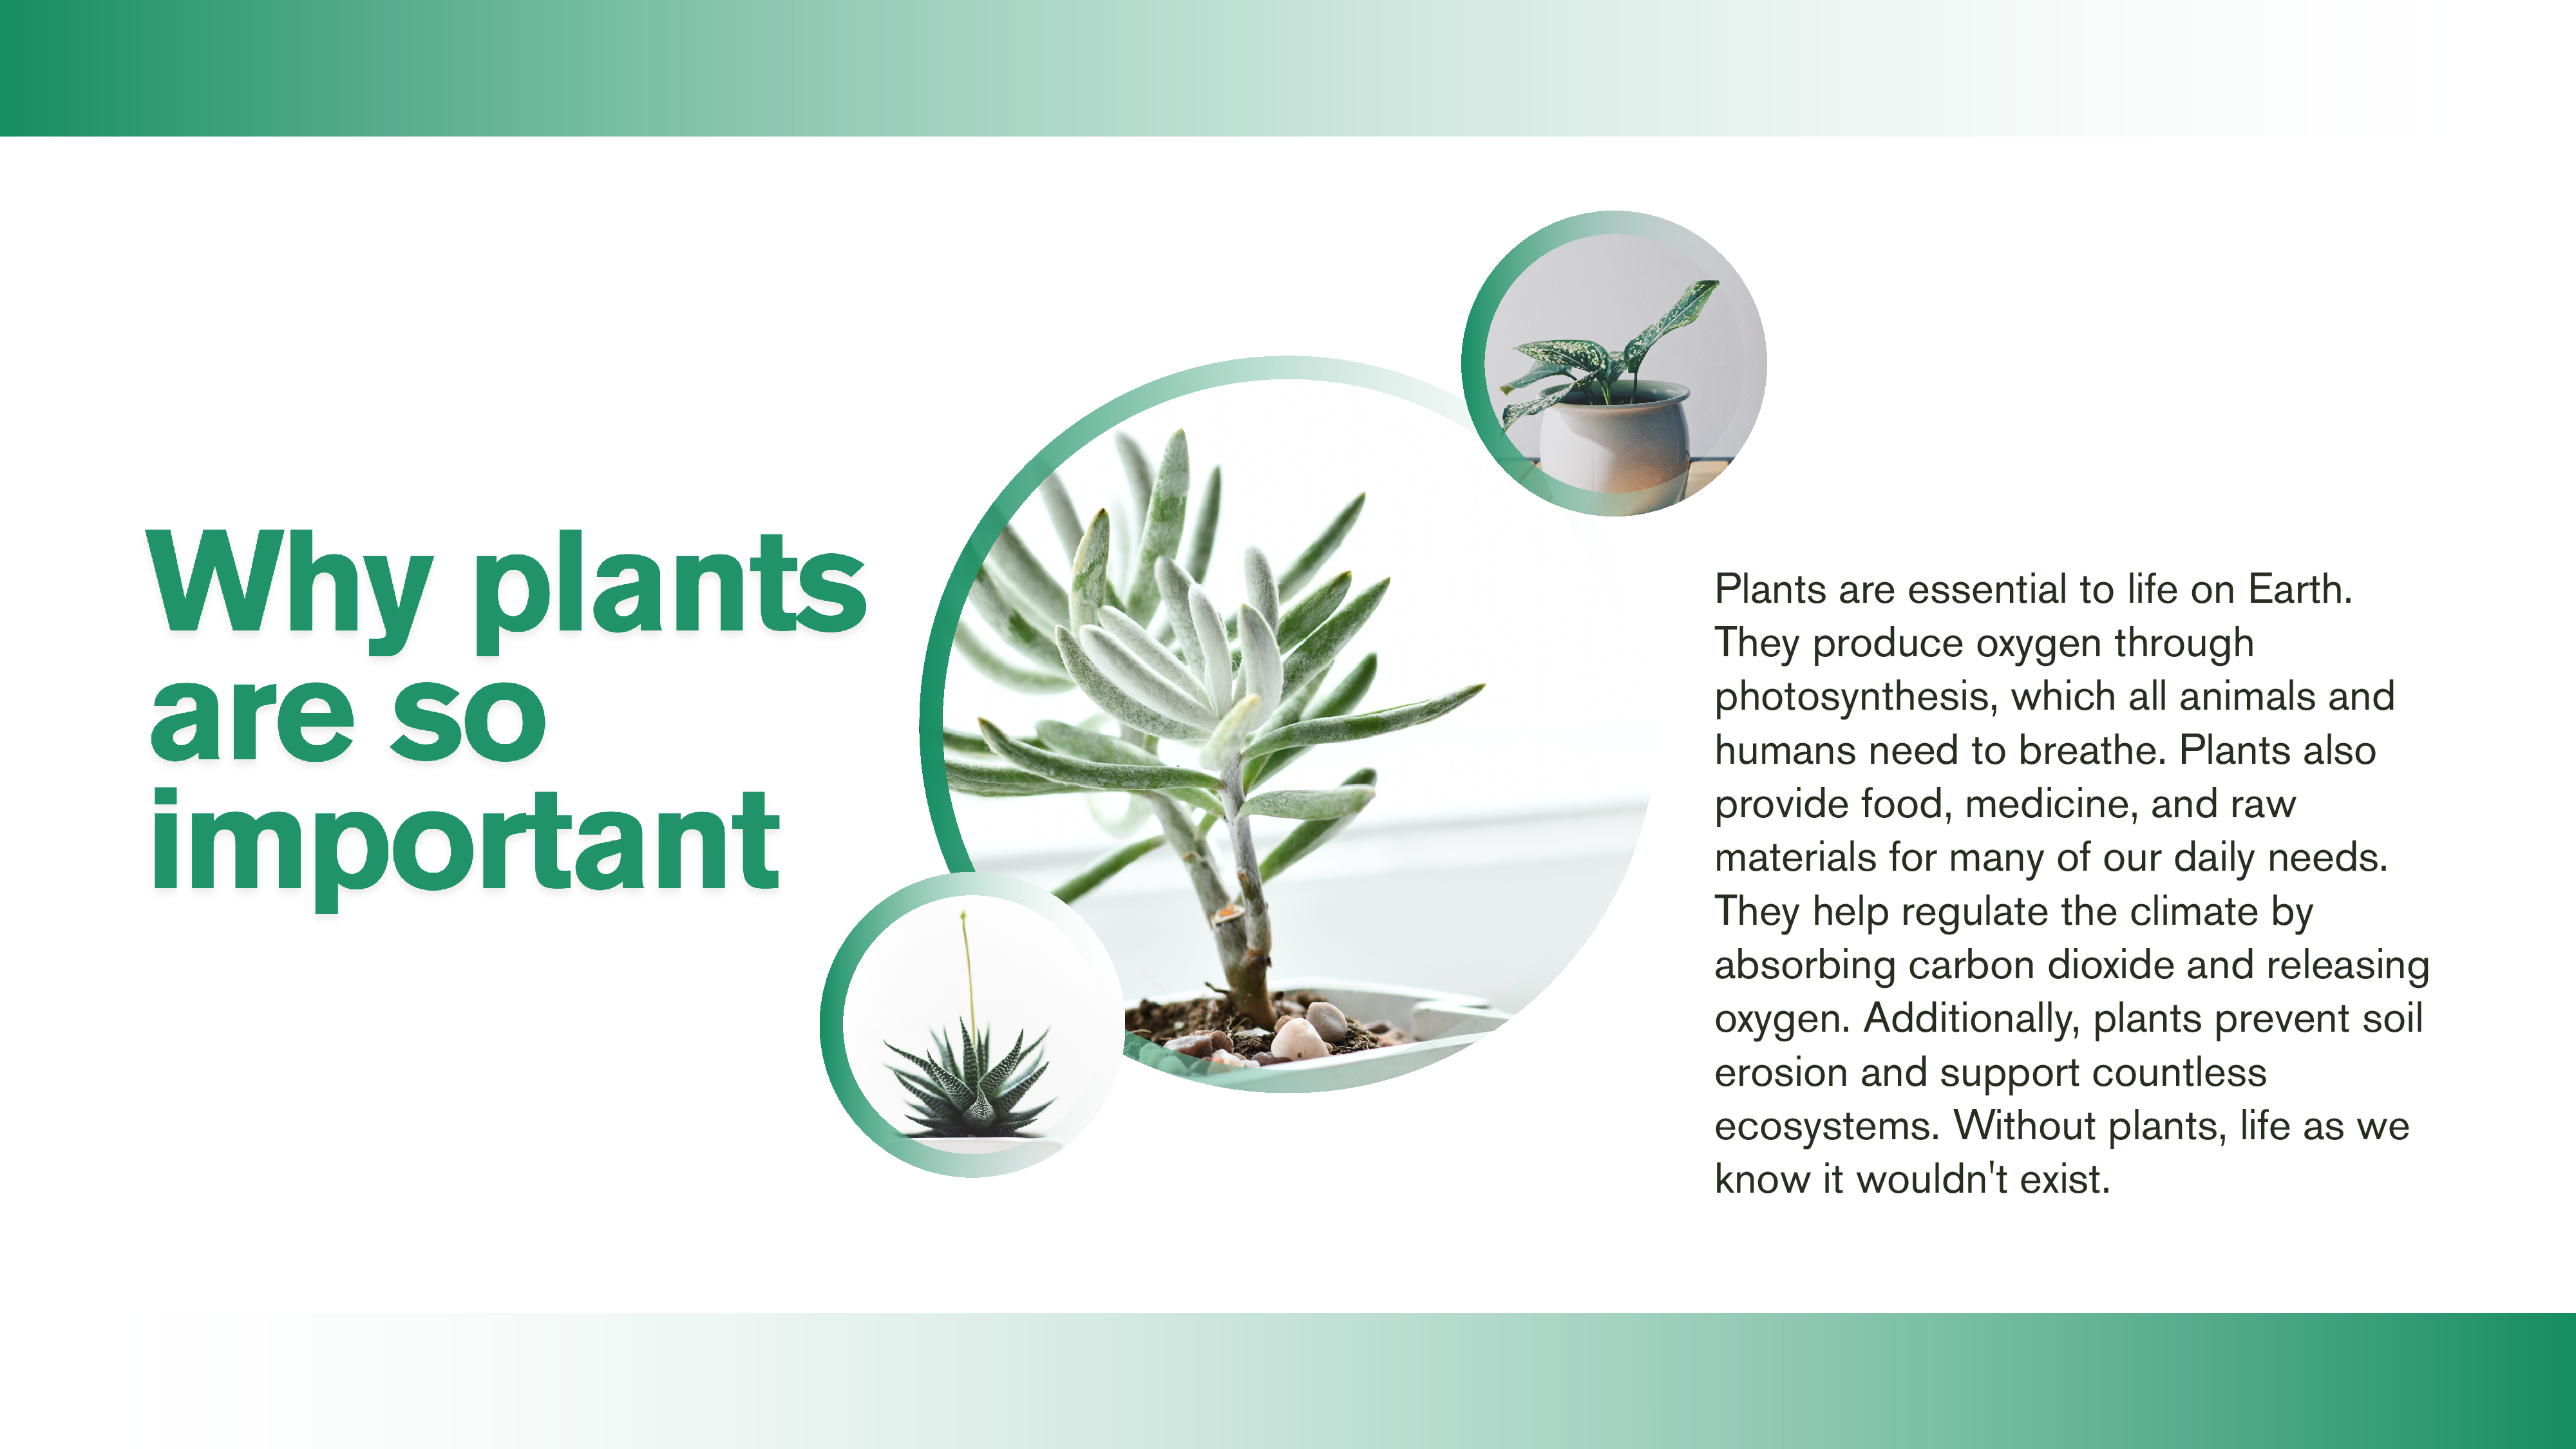 Why plants
are so
important
Plants are essential to life on Earth.
They produce oxygen through
photosynthesis, which all animals and
humans need to breathe. Plants also
provide food, medicine, and raw
materials for many of our daily needs.
They help regulate the climate by
absorbing carbon dioxide and releasing
oxygen. Additionally, plants prevent soil
erosion and support countless
ecosystems. Without plants, life as we
know it wouldn't exist.